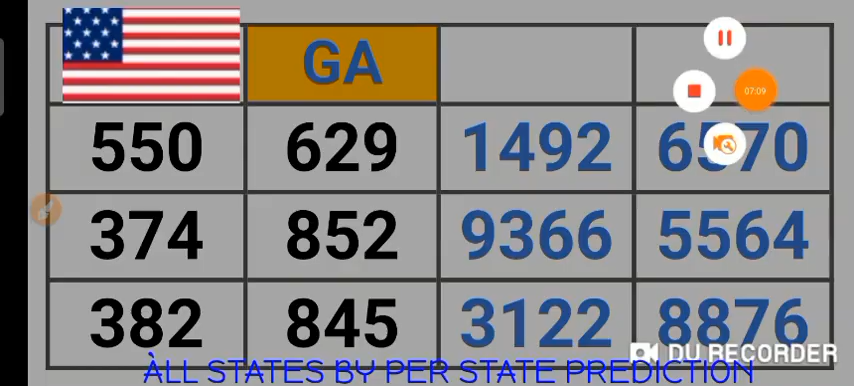 GA
07:09
550 629 1492 6570
374 852 9366 5564
382 845 3122 8876
DU RECORDER
ÀLL STATES BY PER STATE PREDICTION